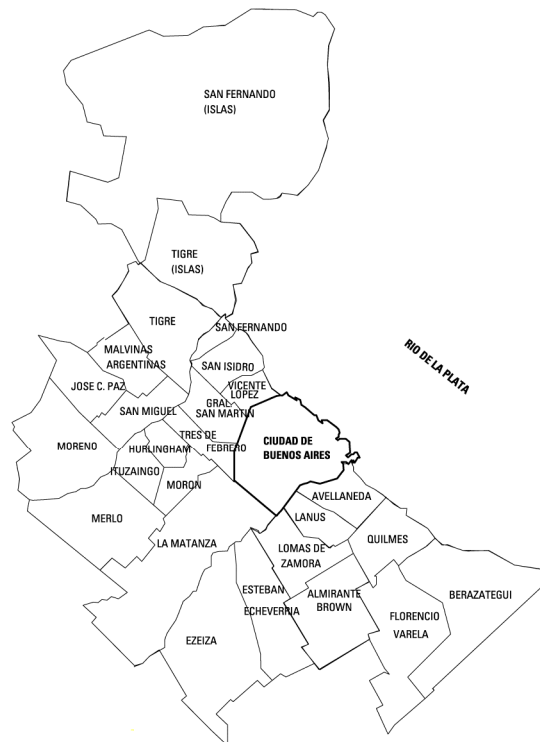 SAN FERNANDO
(ISLAS)
TIGRE
(ISLAS)
TIGRE
SAN FERNANDO
MALVINAS
ARGENTINAS
SAN ISIDRO
RIO DE LA PLATA
JOSE C. PAZ
VICENTE
LOPEZ
SAN MIGUEL
GRAL.
SAN MARTIN
TRES DE
FEBRERO
CIUDAD DE
BUENOS AIRES
MORENO
HURLINGHAM
ITUZAINGO
MORON
AVELLANEDA
MERLO
LANUS
LA MATANZA
LOMAS DE
ZAMORA
QUILMES
ESTEBAN
ECHEVERRIA
ALMIRANTE
BROWN
BERAZATEGUI
FLORENCIO
VARELA
EZEIZA